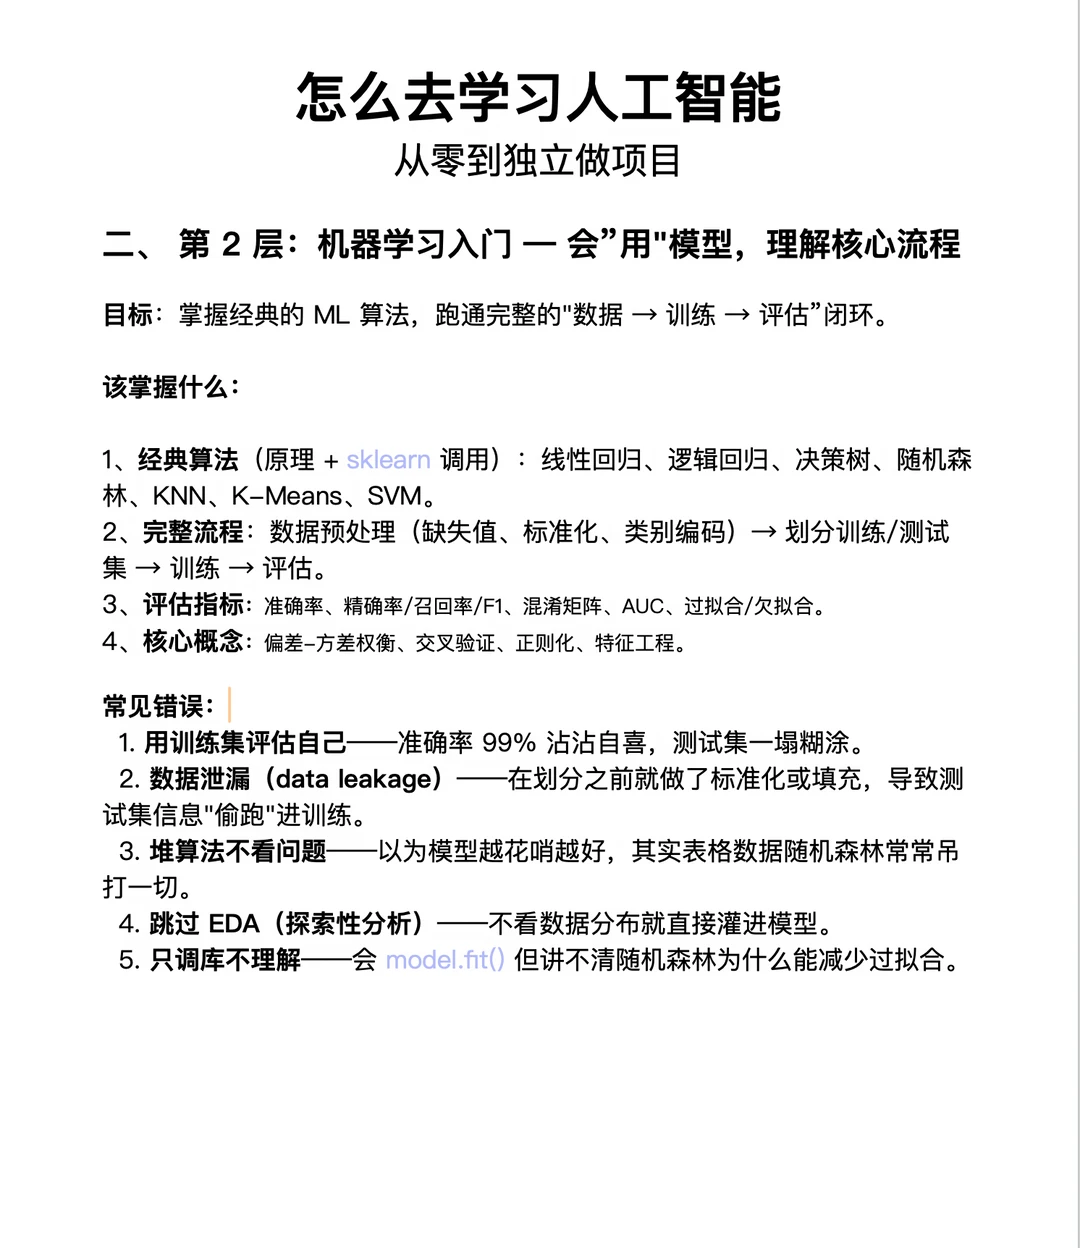 怎么去学习人工智能
从零到独立做项目
二、 第 2 层：机器学习入门 — 会”用"模型，理解核心流程
目标：掌握经典的 ML 算法，跑通完整的"数据 → 训练 → 评估”闭环。
该掌握什么：
1、经典算法（原理 + sklearn 调用）：线性回归、逻辑回归、决策树、随机森
林、KNN、K-Means、SVM。
2、完整流程：数据预处理（缺失值、标准化、类别编码）→ 划分训练/测试
集 → 训练 → 评估。
3、评估指标：准确率、精确率/召回率/F1、混淆矩阵、AUC、过拟合/欠拟合。
4、核心概念：偏差-方差权衡、交叉验证、正则化、特征工程。
常见错误：
1. 用训练集评估自己——准确率 99% 沾沾自喜，测试集一塌糊涂。
2. 数据泄漏（data leakage）——在划分之前就做了标准化或填充，导致测
试集信息"偷跑"进训练。
3. 堆算法不看问题——以为模型越花哨越好，其实表格数据随机森林常常吊
打一切。
4. 跳过 EDA（探索性分析）——不看数据分布就直接灌进模型。
5. 只调库不理解——会 model.fit() 但讲不清随机森林为什么能减少过拟合。